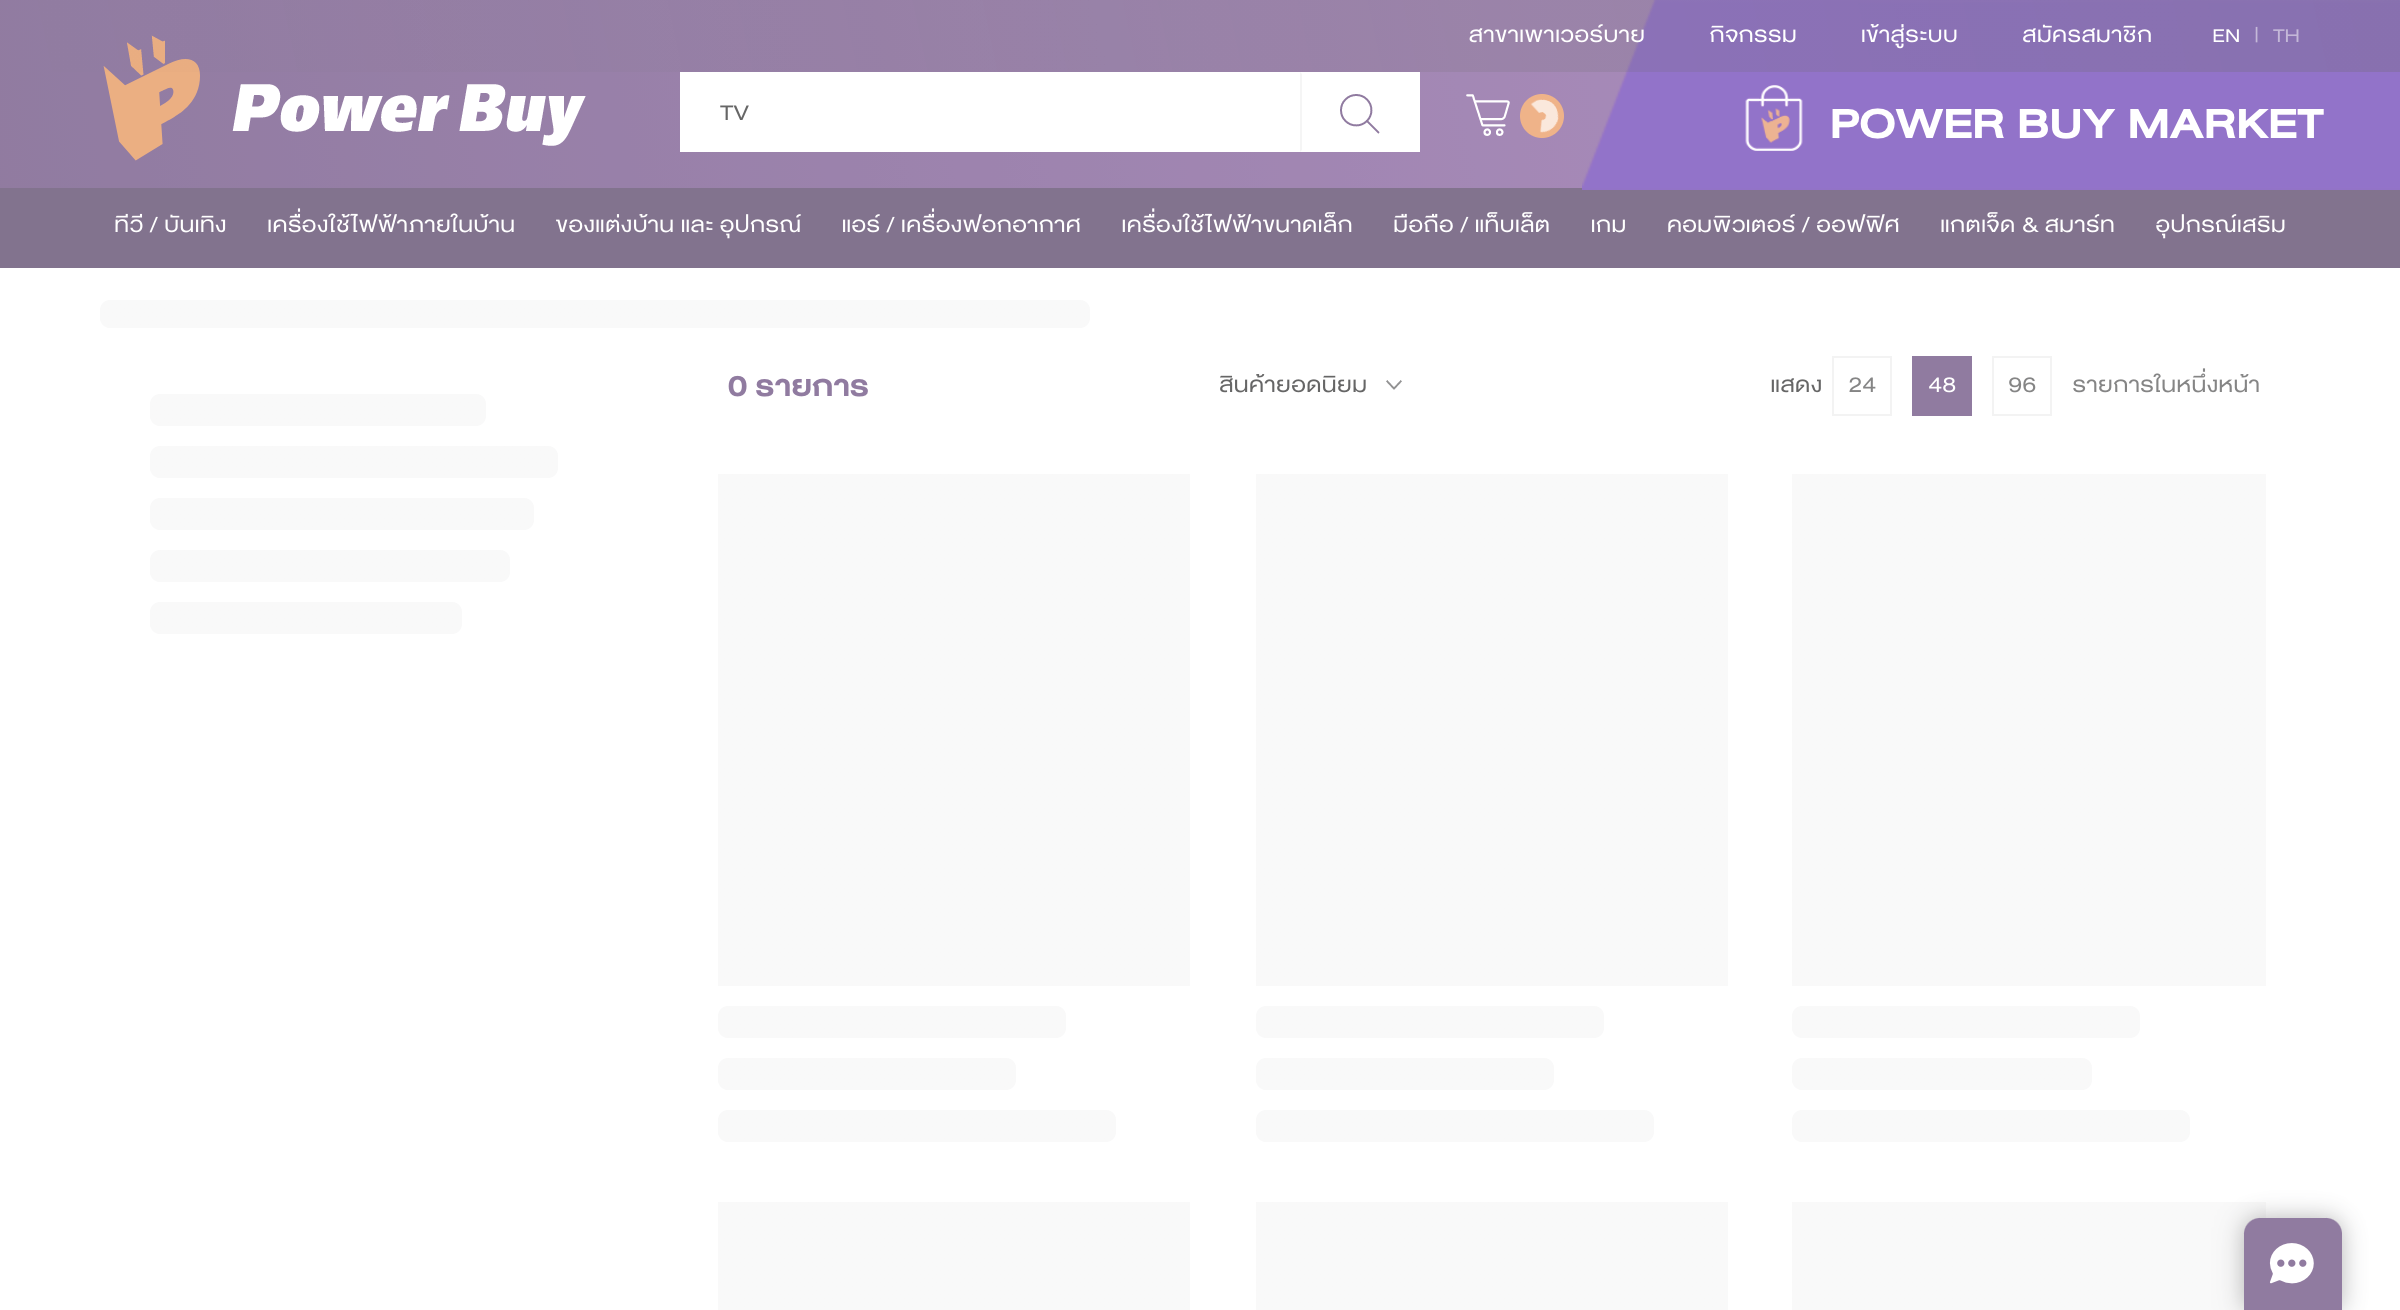 สาขาเพาเวอร์บาย กิจกรรม เข้าสู่ระบบ สมัครสมาชิก EN | TH
Power Buy
TV
POWER BUY MARKET
ทีวี / บันเทิง เครื่องใช้ไฟฟ้าภายในบ้าน ของแต่งบ้าน และ อุปกรณ์ แอร์ / เครื่องฟอกอากาศ เครื่องใช้ไฟฟ้าขนาดเล็ก มือถือ / แท็บเล็ต เกม คอมพิวเตอร์ / ออฟฟิศ แกตเจ็ด & สมาร์ท อุปกรณ์เสริม
0 รายการ สินค้ายอดนิยม แสดง 24 48 96 รายการในหนึ่งหน้า